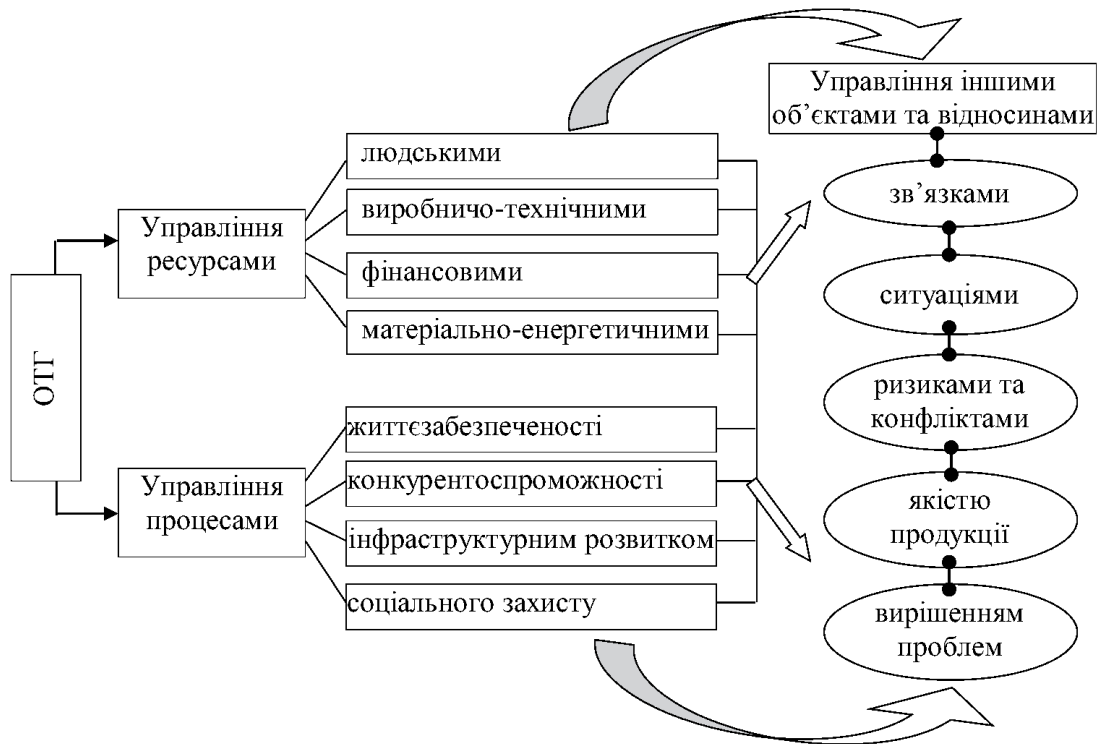 ОТГ
Управління
ресурсами
людськими
виробничо-технічними
фінансовими
матеріально-енергетичними
Управління
процесами
життєзабезпеченості
конкурентоспроможності
інфраструктурним розвитком
соціального захисту
Управління іншими
об’єктами та відносинами
зв’язками
ситуаціями
ризиками та
конфліктами
якістю
продукції
вирішенням
проблем